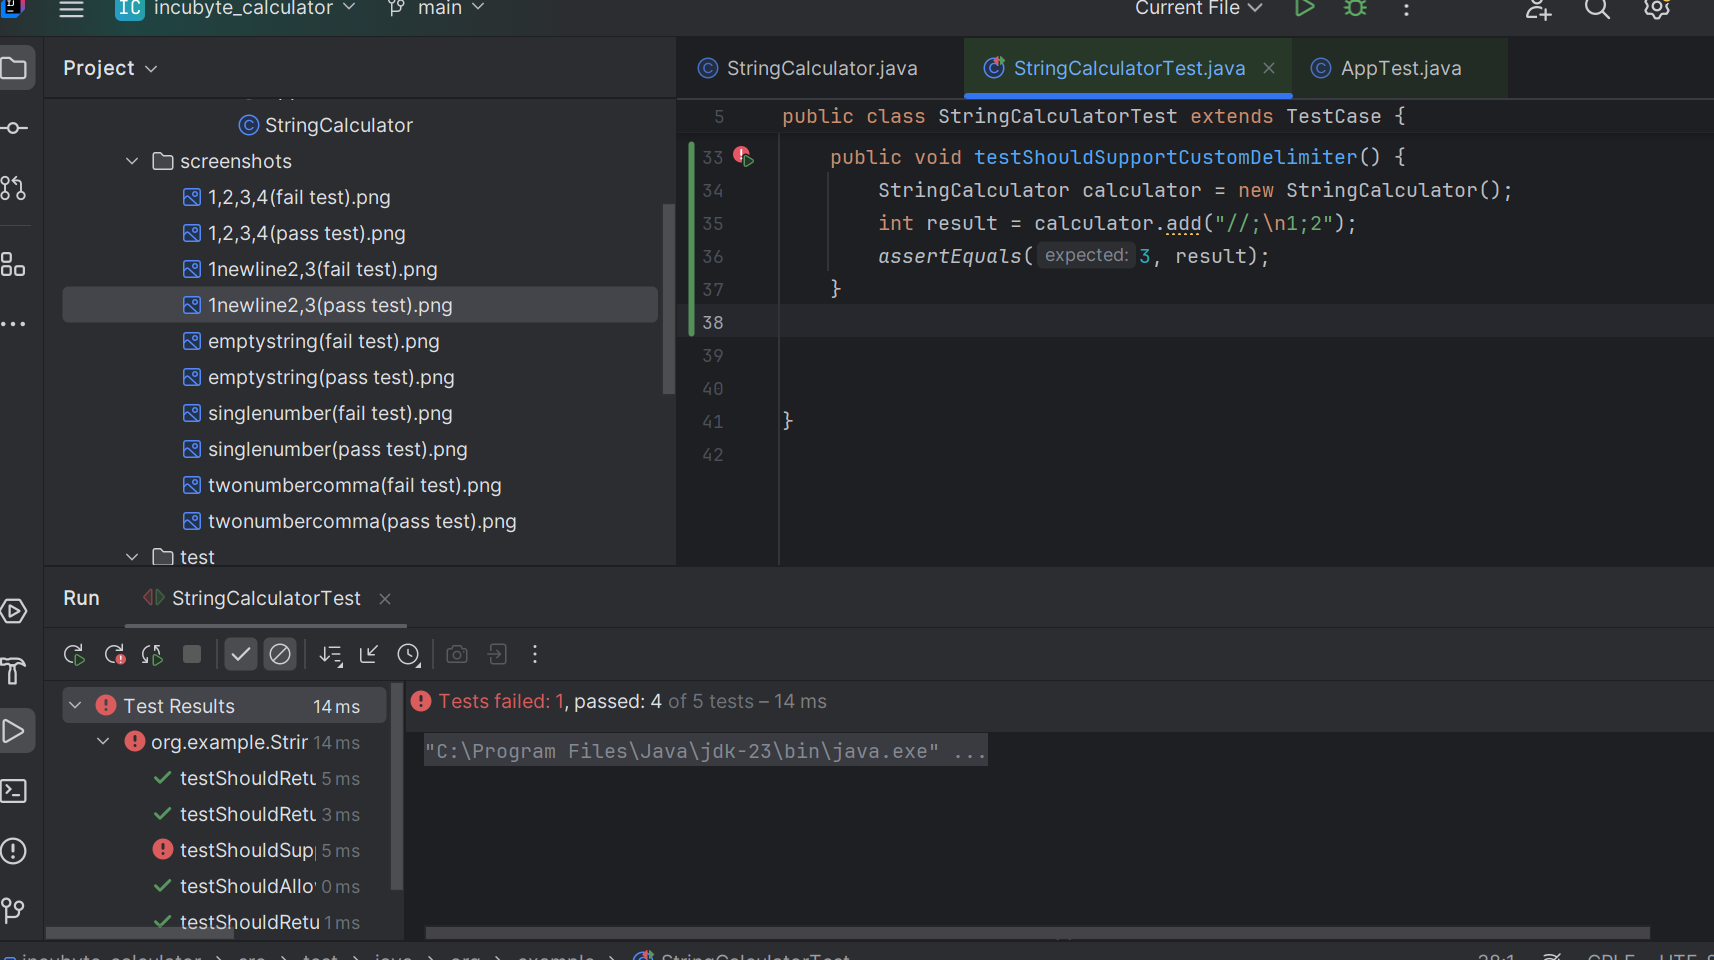 IC incubyte_calculator main Current File
Project
StringCalculator
screenshots
1,2,3,4(fail test).png
1,2,3,4(pass test).png
1newline2,3(fail test).png
1newline2,3(pass test).png
emptystring(fail test).png
emptystring(pass test).png
singlenumber(fail test).png
singlenumber(pass test).png
twonumbercomma(fail test).png
twonumbercomma(pass test).png
test
StringCalculator.java StringCalculatorTest.java AppTest.java
5 public class StringCalculatorTest extends TestCase {
33 public void testShouldSupportCustomDelimiter() {
34 StringCalculator calculator = new StringCalculator();
35 int result = calculator.add("//;\n1;2");
36 assertEquals( expected: 3, result);
37 }
38
39
40
41 }
42
Run StringCalculatorTest
Test Results 14 ms
org.example.Strir 14 ms
testShouldRetu 5 ms
testShouldRetu 3 ms
testShouldSup 5 ms
testShouldAllo 0 ms
testShouldRetu 1 ms
Tests failed: 1, passed: 4 of 5 tests – 14 ms
"C:\Program Files\Java\jdk-23\bin\java.exe" ...
incubyte_calculator > src > test > java > org > example > StringCalculatorTest 38:1 CRLF